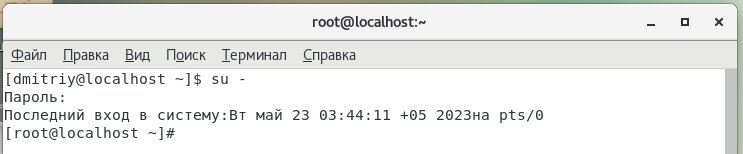 root@localhost:~
Файл Правка Вид Поиск Терминал Справка
[dmitriy@localhost ~]$ su -
Пароль:
Последний вход в систему:Вт май 23 03:44:11 +05 2023на pts/0
[root@localhost ~]#